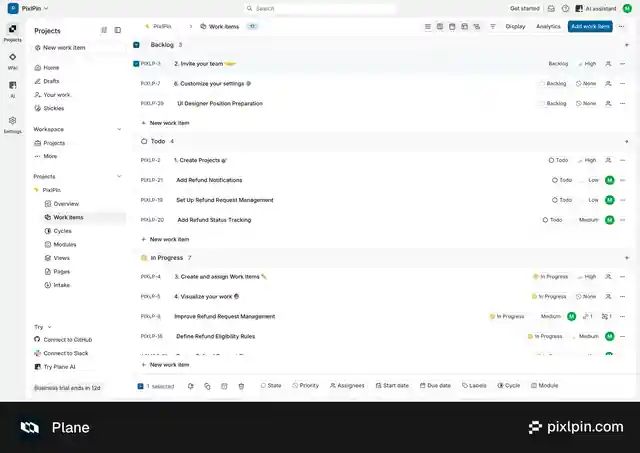 PixlPin
Search
Get started
AI assistant
M
Projects
Wiki
AI
Settings
Projects
New work item
Home
Drafts
Your work
Stickies
Workspace
Projects
More
Projects
PixlPin
Overview
Work items
Cycles
Modules
Views
Pages
Intake
Try
Connect to GitHub
Connect to Slack
Try Plane AI
Business trial ends in 12d
PixlPin
Work items
Display
Analytics
Add work item
Backlog 3
PIXLP-3 2. Invite your team Backlog High
PIXLP-7 6. Customize your settings Backlog None
PIXLP-29 UI Designer Position Preparation Backlog None
New work item
Todo 4
PIXLP-2 1. Create Projects Todo High
PIXLP-21 Add Refund Notifications Todo Low M
PIXLP-19 Set Up Refund Request Management Todo Low M
PIXLP-20 Add Refund Status Tracking Todo Medium M
New work item
In Progress 7
PIXLP-4 3. Create and assign Work Items In Progress High
PIXLP-5 4. Visualize your work In Progress None
Improve Refund Request Management In Progress Medium M 1 1
Define Refund Eligibility Rules In Progress Medium M
New work item
1 selected
State
Priority
Assignees
Start date
Due date
Labels
Cycle
Module
Plane
pixlpin.com